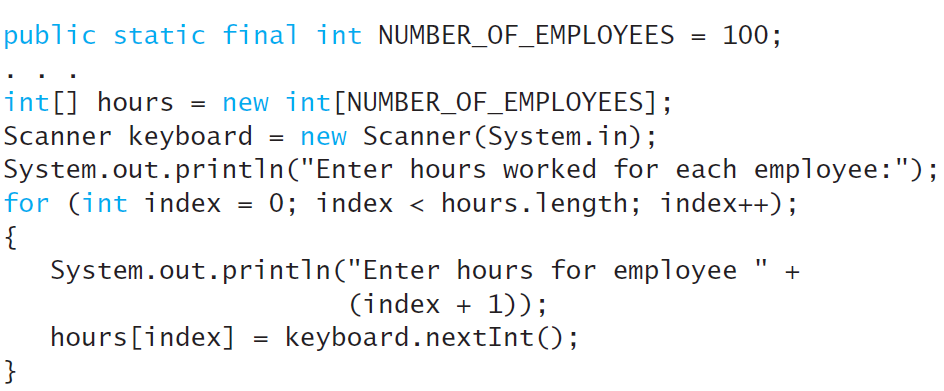 public static final int NUMBER_OF_EMPLOYEES = 100;
. . .
int[] hours = new int[NUMBER_OF_EMPLOYEES];
Scanner keyboard = new Scanner(System.in);
System.out.println("Enter hours worked for each employee:");
for (int index = 0; index < hours.length; index++);
{
   System.out.println("Enter hours for employee " +
                      (index + 1));
   hours[index] = keyboard.nextInt();
}